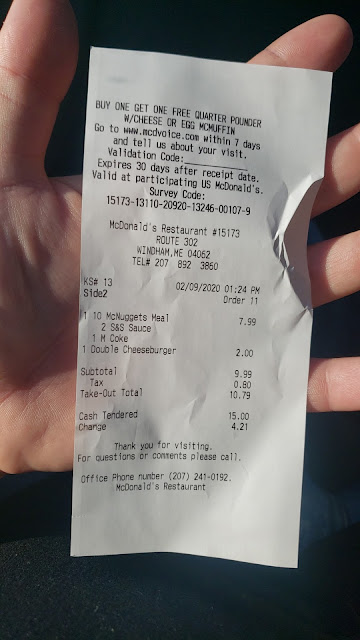 BUY ONE GET ONE FREE QUARTER POUNDER
W/CHEESE OR EGG MCMUFFIN
Go to www.mcdvoice.com within 7 days
and tell us about your visit.
Validation Code:____________
Expires 30 days after receipt date.
Valid at participating US McDonald's.
Survey Code:
15173-13110-20920-13246-00107-9
McDonald's Restaurant #15173
ROUTE 302
WINDHAM,ME 04062
TEL# 207 892 3860
KS# 13 02/09/2020 01:24 PM
Side2 Order 11
1 10 McNuggets Meal 7.99
2 S&S Sauce
1 M Coke
1 Double Cheeseburger 2.00
Subtotal 9.99
Tax 0.80
Take-Out Total 10.79
Cash Tendered 15.00
Change 4.21
Thank you for visiting.
For questions or comments please call.
Office Phone number (207) 241-0192.
McDonald's Restaurant